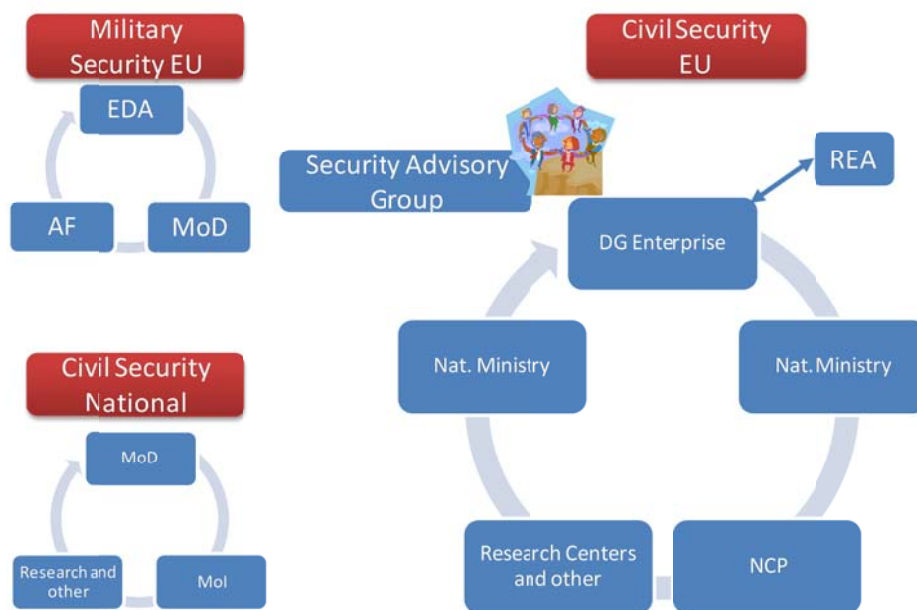 Military
Security EU
EDA
AF
MoD
Civil Security
National
MoD
Research and
other
MoI
Civil Security
EU
Security Advisory
Group
REA
DG Enterprise
Nat. Ministry
Nat. Ministry
Research Centers
and other
NCP